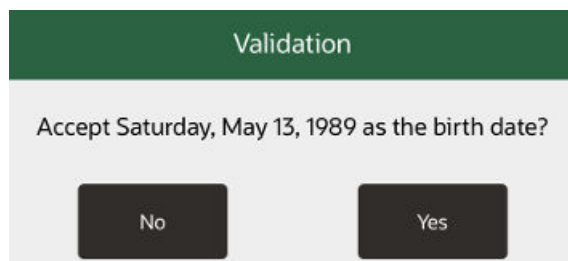 Validation
Accept Saturday, May 13, 1989 as the birth date?
No
Yes